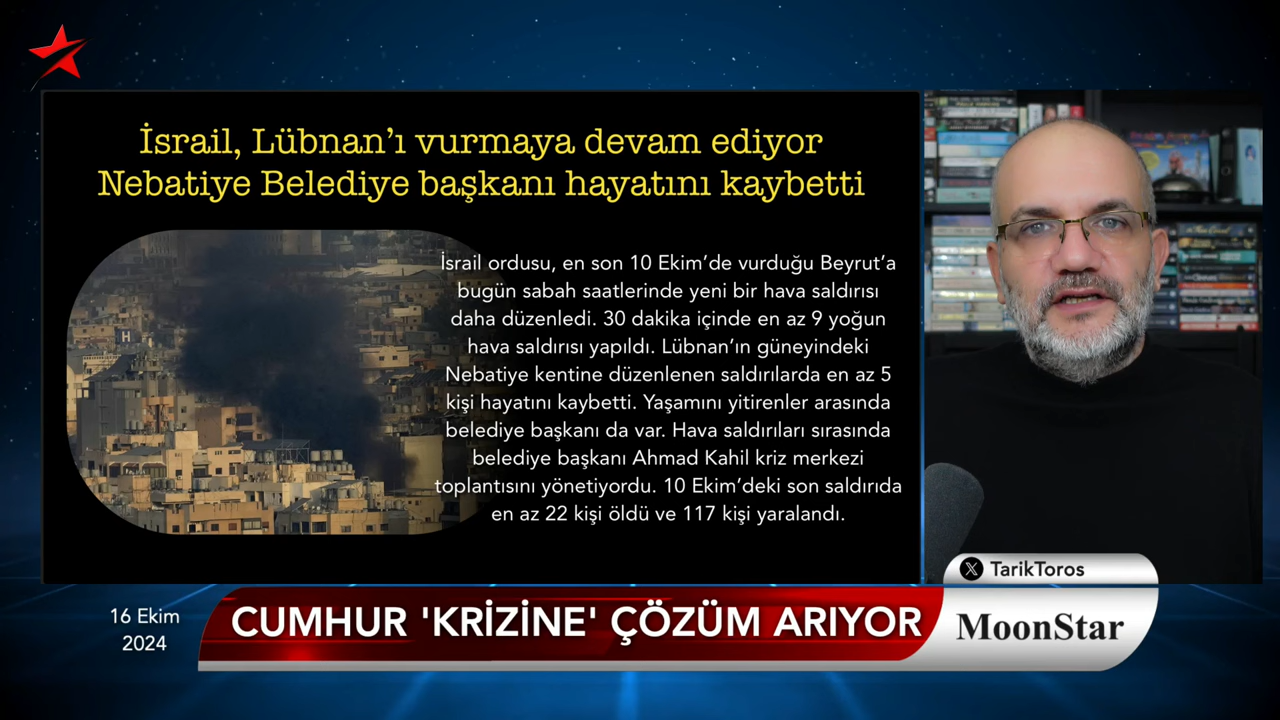 İsrail, Lübnan’ı vurmaya devam ediyor
Nebatiye Belediye başkanı hayatını kaybetti
İsrail ordusu, en son 10 Ekim’de vurduğu Beyrut’a
bugün sabah saatlerinde yeni bir hava saldırısı
daha düzenledi. 30 dakika içinde en az 9 yoğun
hava saldırısı yapıldı. Lübnan’ın güneyindeki
Nebatiye kentine düzenlenen saldırılarda en az 5
kişi hayatını kaybetti. Yaşamını yitirenler arasında
belediye başkanı da var. Hava saldırıları sırasında
belediye başkanı Ahmad Kahil kriz merkezi
toplantısını yönetiyordu. 10 Ekim’deki son saldırıda
en az 22 kişi öldü ve 117 kişi yaralandı.
H
TarikToros
16 Ekim
2024
CUMHUR 'KRİZİNE' ÇÖZÜM ARIYOR
MoonStar